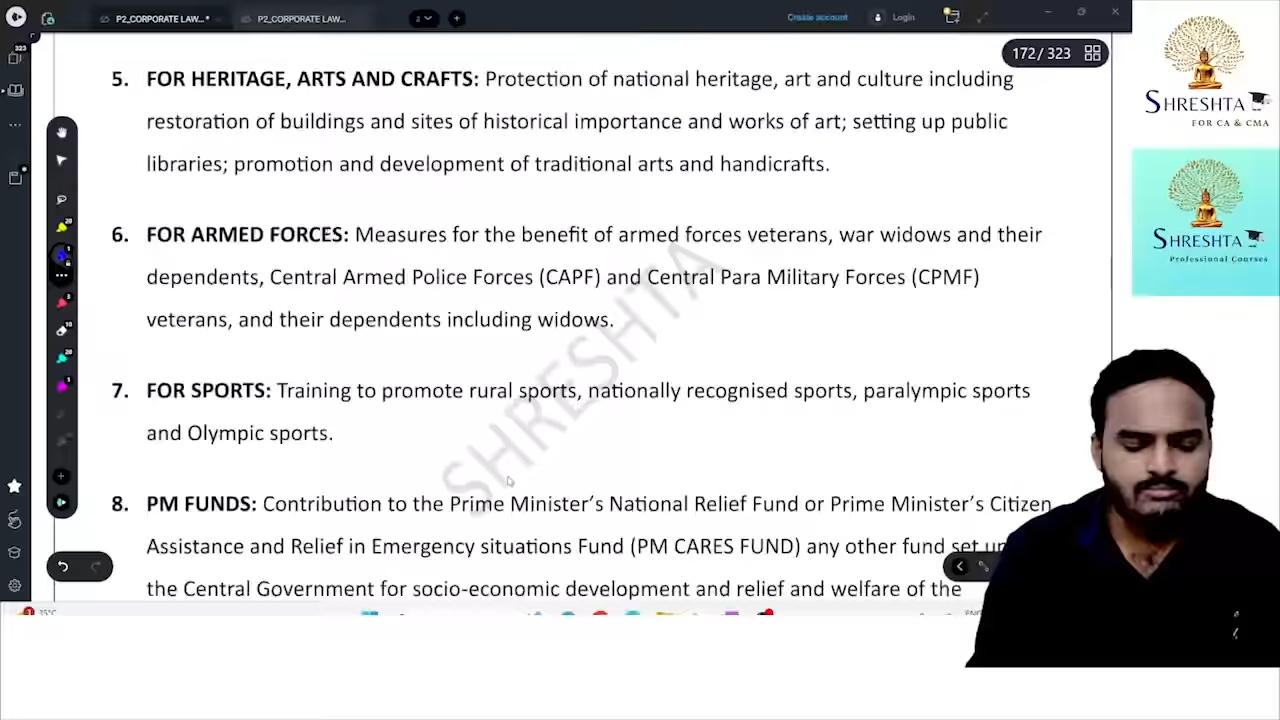 P2_CORPORATE LAW...*
P2_CORPORATE LAW...
2
Create account
Login
323
172/ 323
5. FOR HERITAGE, ARTS AND CRAFTS: Protection of national heritage, art and culture including
restoration of buildings and sites of historical importance and works of art; setting up public
libraries; promotion and development of traditional arts and handicrafts.
6. FOR ARMED FORCES: Measures for the benefit of armed forces veterans, war widows and their
dependents, Central Armed Police Forces (CAPF) and Central Para Military Forces (CPMF)
veterans, and their dependents including widows.
7. FOR SPORTS: Training to promote rural sports, nationally recognised sports, paralympic sports
and Olympic sports.
8. PM FUNDS: Contribution to the Prime Minister's National Relief Fund or Prime Minister's Citizen
Assistance and Relief in Emergency situations Fund (PM CARES FUND) any other fund set
the Central Government for socio-economic development and relief and welfare of the
SHRESHTA
SHRESHTA
FOR CA & CMA
SHRESHTA
Professional Courses